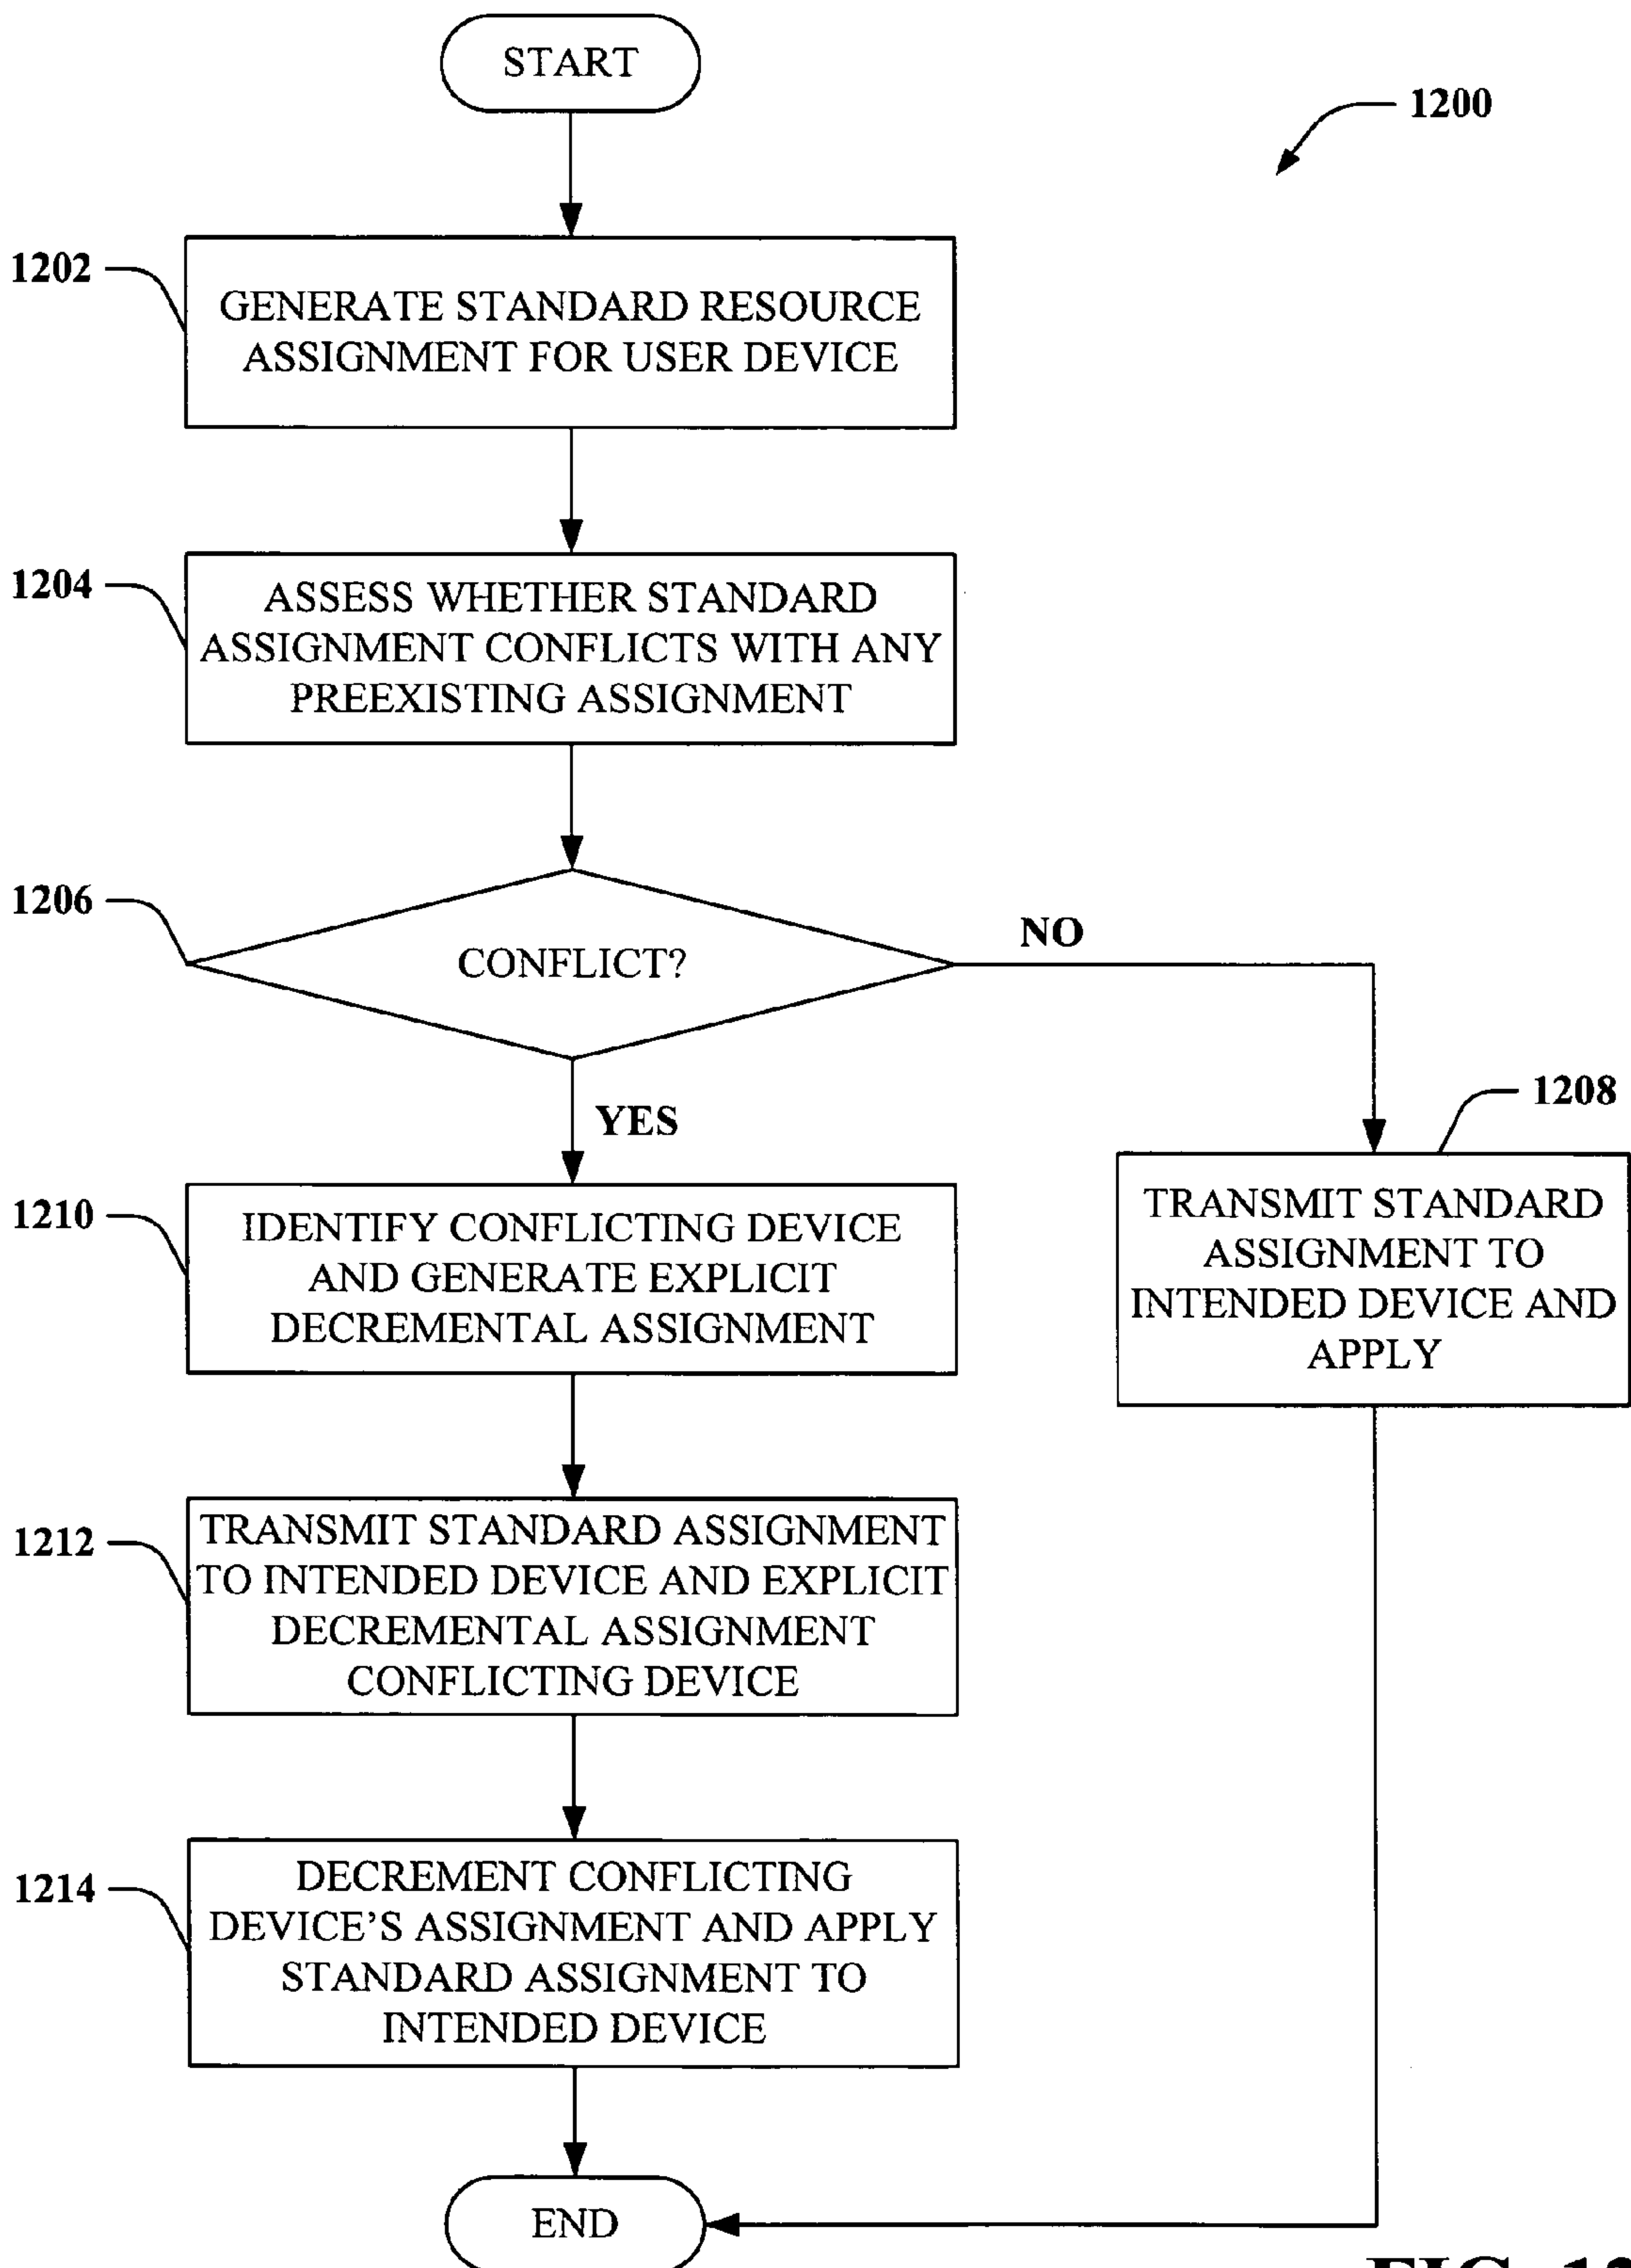 START
1200
1202
GENERATE STANDARD RESOURCE
ASSIGNMENT FOR USER DEVICE
1204
ASSESS WHETHER STANDARD
ASSIGNMENT CONFLICTS WITH ANY
PREEXISTING ASSIGNMENT
1206
CONFLICT?
NO
YES
1208
TRANSMIT STANDARD
ASSIGNMENT TO
INTENDED DEVICE AND
APPLY
1210
IDENTIFY CONFLICTING DEVICE
AND GENERATE EXPLICIT
DECREMENTAL ASSIGNMENT
1212
TRANSMIT STANDARD ASSIGNMENT
TO INTENDED DEVICE AND EXPLICIT
DECREMENTAL ASSIGNMENT
CONFLICTING DEVICE
1214
DECREMENT CONFLICTING
DEVICE'S ASSIGNMENT AND APPLY
STANDARD ASSIGNMENT TO
INTENDED DEVICE
END